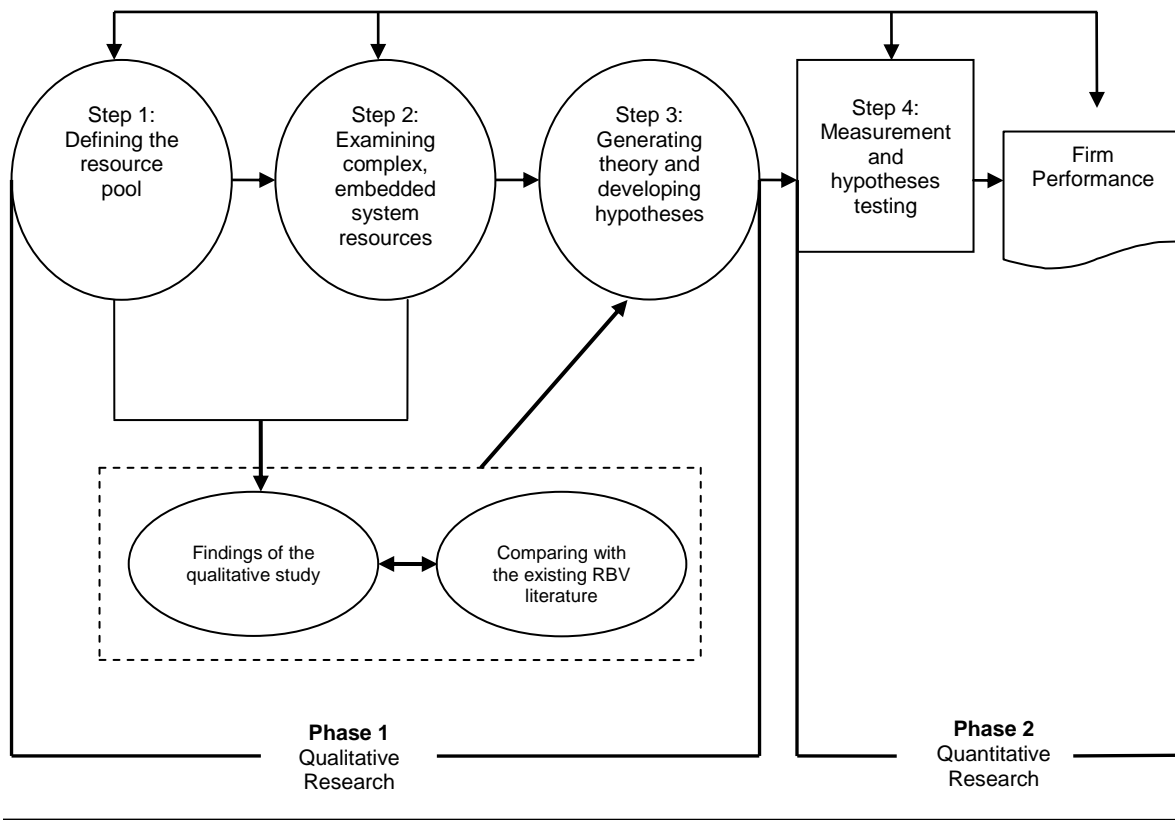 Step 1:
Defining the
resource
pool
Step 2:
Examining
complex,
embedded
system
resources
Step 3:
Generating
theory and
developing
hypotheses
Step 4:
Measurement
and
hypotheses
testing
Firm
Performance
Findings of the
qualitative study
Comparing with
the existing RBV
literature
Phase 1
Qualitative
Research
Phase 2
Quantitative
Research